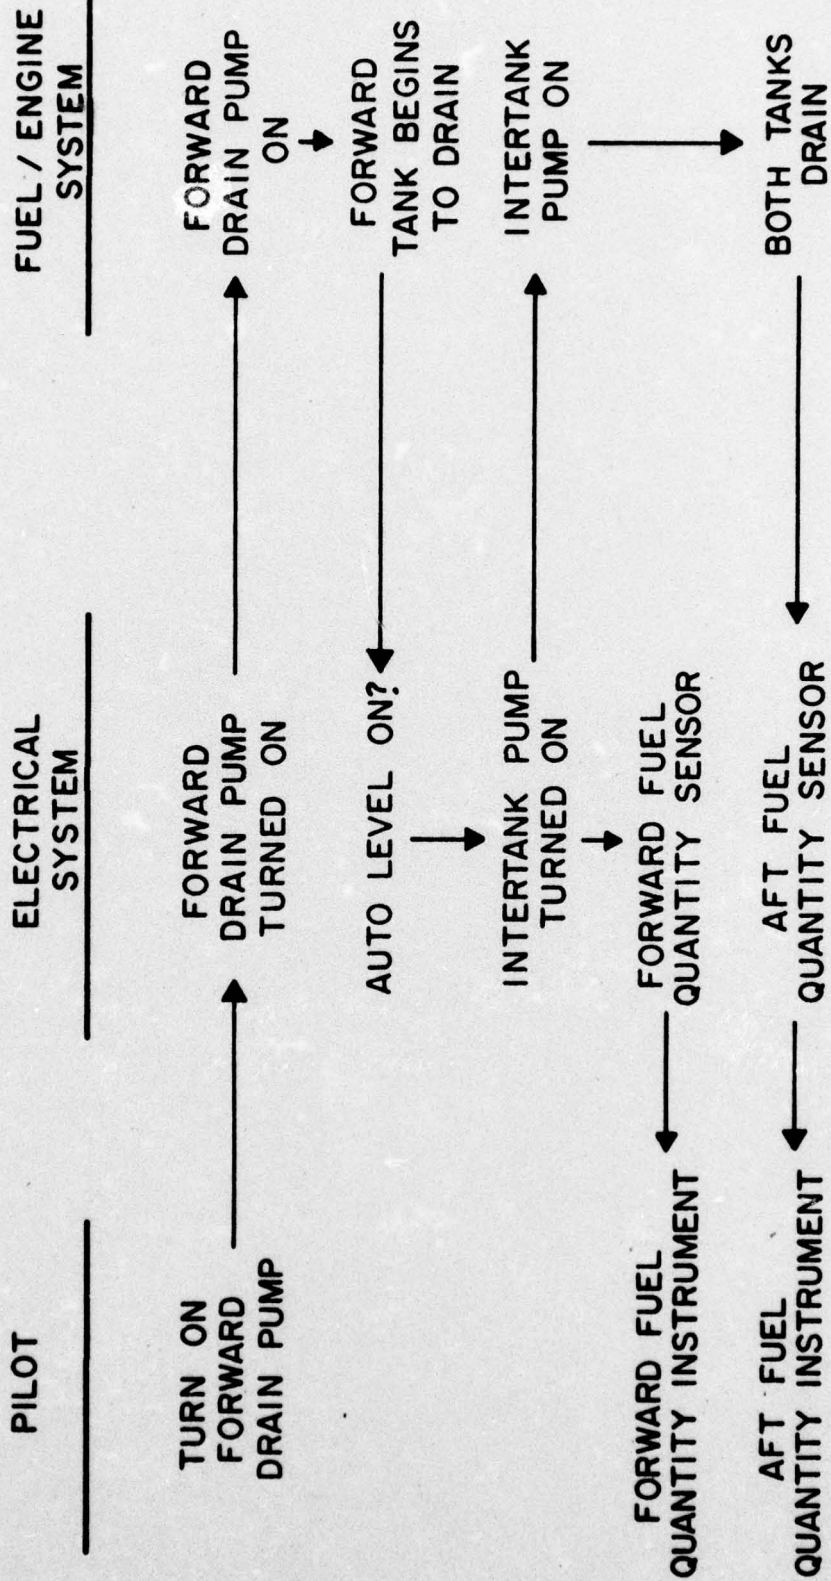 PILOT
ELECTRICAL
SYSTEM
FUEL / ENGINE
SYSTEM
TURN ON
FORWARD
DRAIN PUMP
FORWARD
DRAIN PUMP
TURNED ON
FORWARD
DRAIN PUMP
ON
AUTO LEVEL ON?
FORWARD
TANK BEGINS
TO DRAIN
INTERTANK PUMP
TURNED ON
INTERTANK
PUMP ON
FORWARD FUEL
QUANTITY INSTRUMENT
FORWARD FUEL
QUANTITY SENSOR
AFT FUEL
QUANTITY INSTRUMENT
AFT FUEL
QUANTITY SENSOR
BOTH TANKS
DRAIN